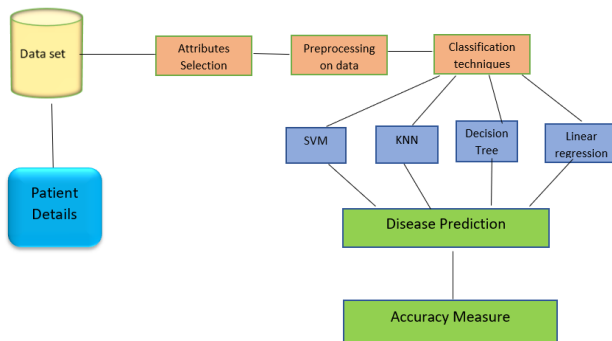 Data set
Attributes
Selection
Preprocessing
on data
Classification
techniques
SVM
KNN
Decision
Tree
Linear
regression
Patient
Details
Disease Prediction
Accuracy Measure